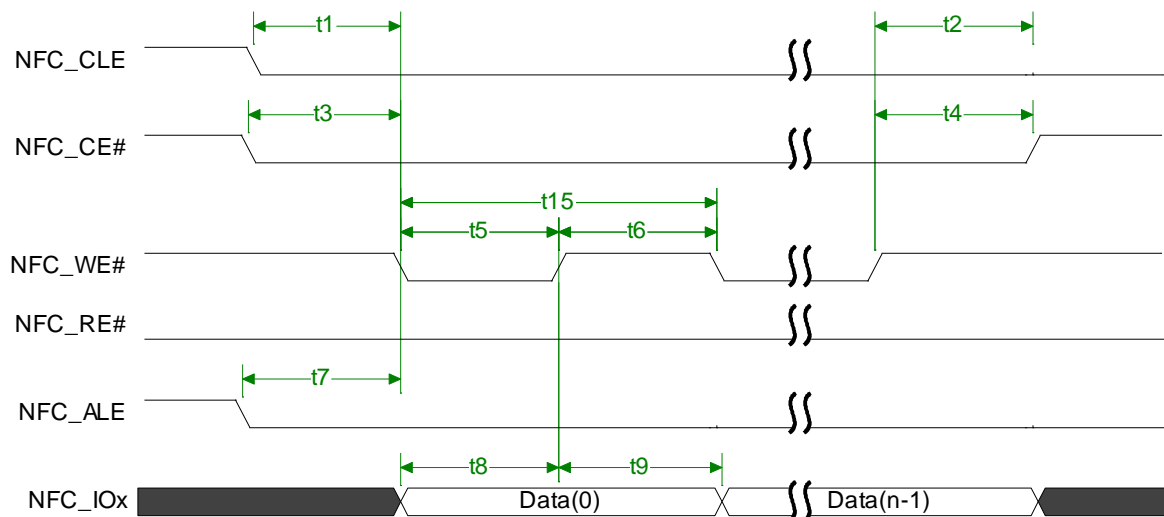 t1
t2
NFC_CLE
t3
t4
NFC_CE#
t15
t5
t6
NFC_WE#
NFC_RE#
t7
NFC_ALE
t8
t9
NFC_IOx
Data(0)
Data(n-1)